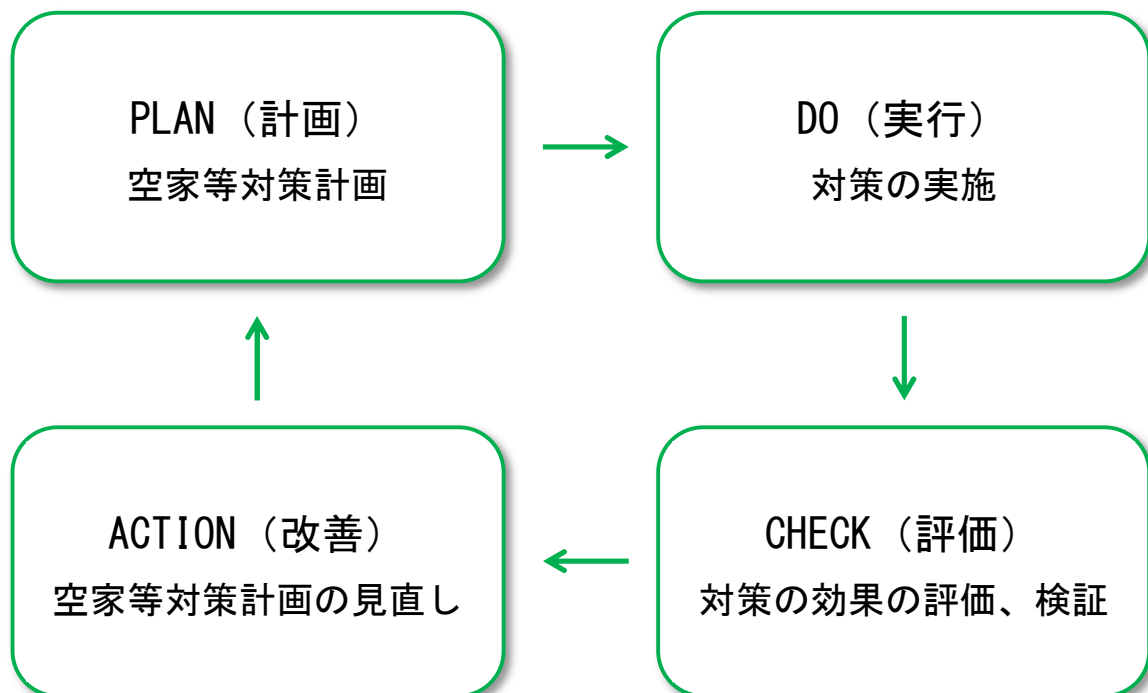 PLAN（計画）
空家等対策計画
DO（実行）
対策の実施
ACTION（改善）
空家等対策計画の見直し
CHECK（評価）
対策の効果の評価、検証